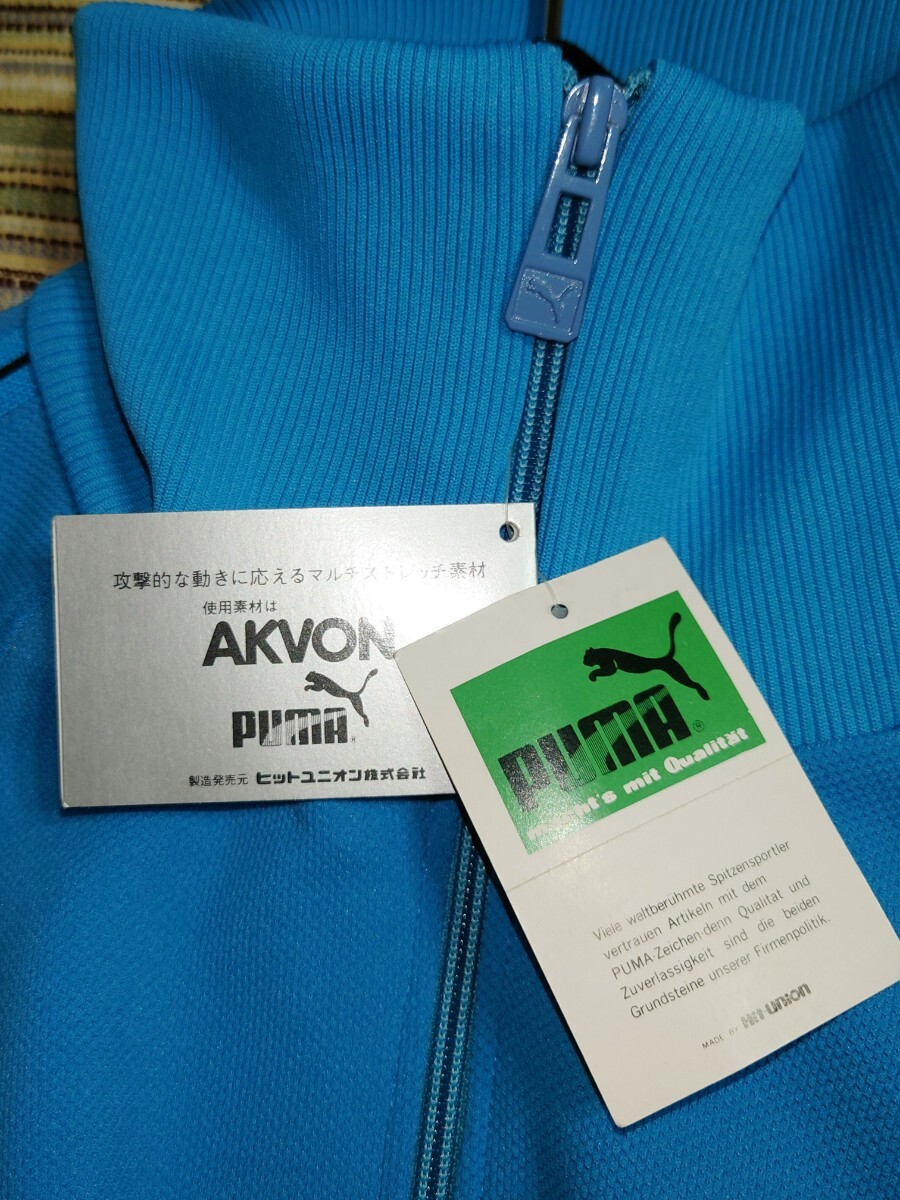 攻撃的な動きに応えるマルチストレッチ素材
使用素材は
AKVON
PUMA®
製造発売元 ヒットユニオン株式会社
PUMA®
macht's mit Qualität
Viele weltberühmte Spitzensportler
vertrauen Artikeln mit dem
PUMA-Zeichen·denn Qualität und
Zuverlassigkeit sind die beiden
Grundsteine unserer Firmenpolitik.
MADE BY Hit-union